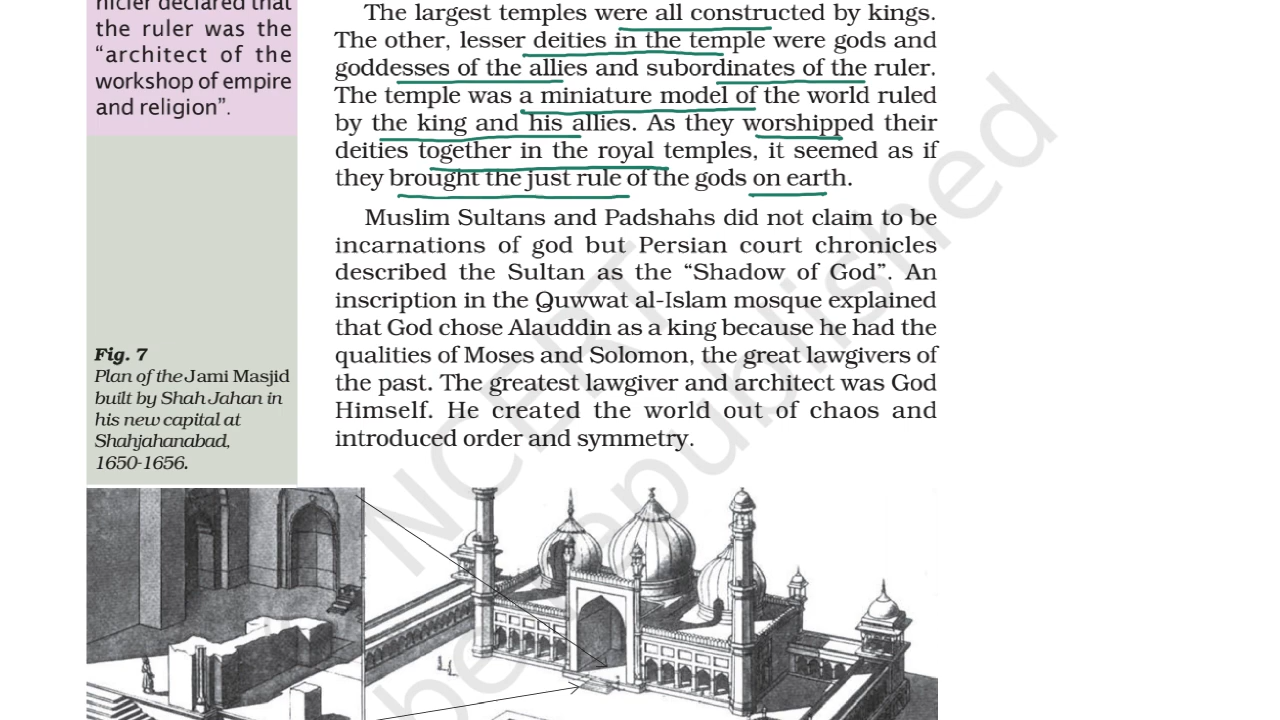 nicler declared that
the ruler was the
“architect of the
workshop of empire
and religion”.
The largest temples were all constructed by kings.
The other, lesser deities in the temple were gods and
goddesses of the allies and subordinates of the ruler.
The temple was a miniature model of the world ruled
by the king and his allies. As they worshipped their
deities together in the royal temples, it seemed as if
they brought the just rule of the gods on earth.
Muslim Sultans and Padshahs did not claim to be
incarnations of god but Persian court chronicles
described the Sultan as the “Shadow of God”. An
inscription in the Quwwat al-Islam mosque explained
that God chose Alauddin as a king because he had the
qualities of Moses and Solomon, the great lawgivers of
the past. The greatest lawgiver and architect was God
Himself. He created the world out of chaos and
introduced order and symmetry.
Fig. 7
Plan of the Jami Masjid
built by Shah Jahan in
his new capital at
Shahjahanabad,
1650-1656.
NCERT
be republished